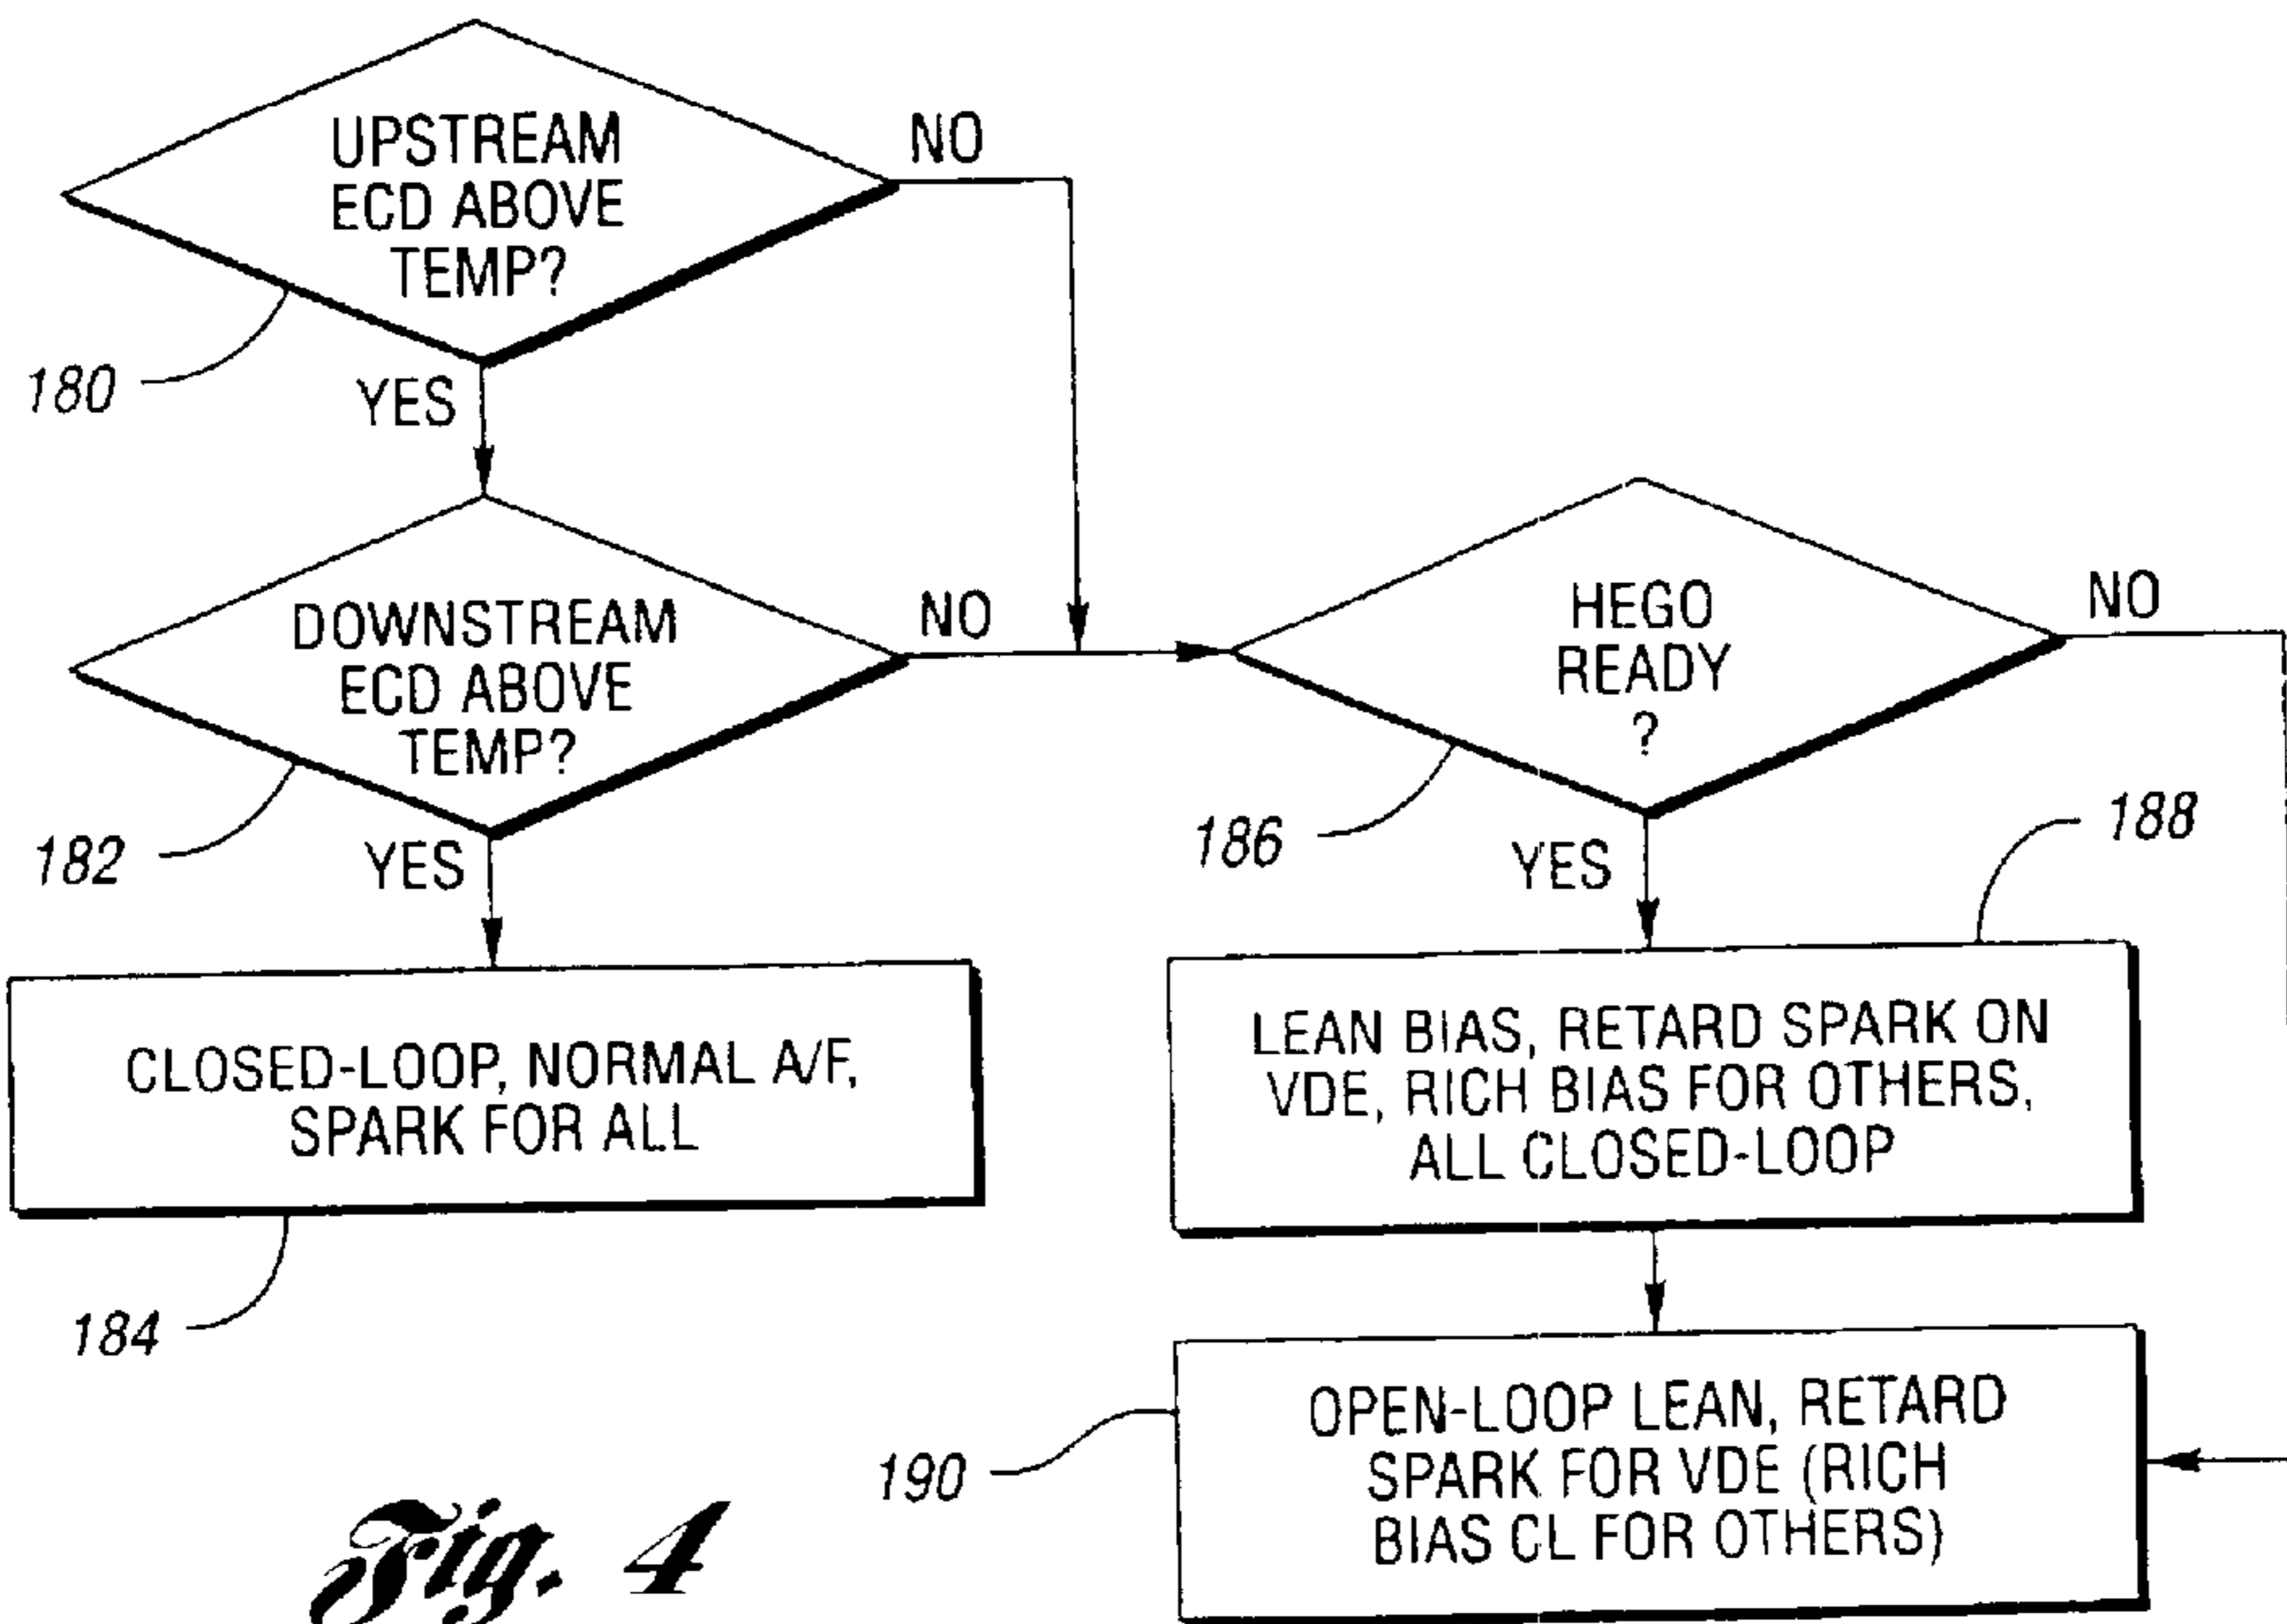 UPSTREAM
ECD ABOVE
TEMP?
NO
180
YES
DOWNSTREAM
ECD ABOVE
TEMP?
NO
182
YES
HEGO
READY
?
NO
186
YES
188
CLOSED-LOOP, NORMAL A/F,
SPARK FOR ALL
184
LEAN BIAS, RETARD SPARK ON
VDE, RICH BIAS FOR OTHERS,
ALL CLOSED-LOOP
OPEN-LOOP LEAN, RETARD
SPARK FOR VDE (RICH
BIAS CL FOR OTHERS)
190
Fig. 4